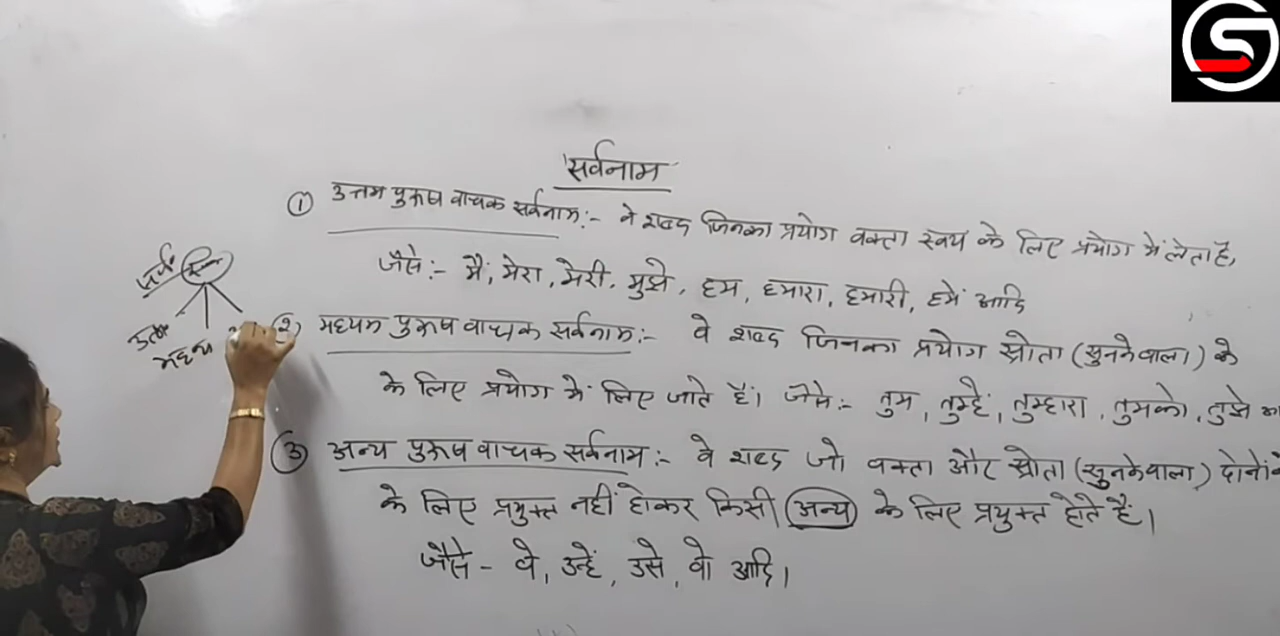 सर्वनाम
① उत्तम पुरूष वाचक सर्वनाम:- वे शब्द जिनका प्रयोग वक्ता स्वयं के लिए प्रयोग में लेता है,
जैसे:- मैं, मेरा, मेरी, मुझे, हम, हमारा, हमारी, हमें आदि
② मध्यम पुरूष वाचक सर्वनाम:- वे शब्द जिनका प्रयोग स्रोता (सुननेवाला) के
के लिए प्रयोग में लिए जाते हैं। जैसे:- तुम, तुम्हें, तुम्हारा, तुमको, तुझे
③ अन्य पुरूष वाचक सर्वनाम:- वे शब्द जो वक्ता और स्रोता (सुननेवाला) दोनों
के लिए प्रयुक्त नहीं होकर किसी अन्य के लिए प्रयुक्त होते हैं।
जैसे- वे, उन्हें, उसे, वो आदि।